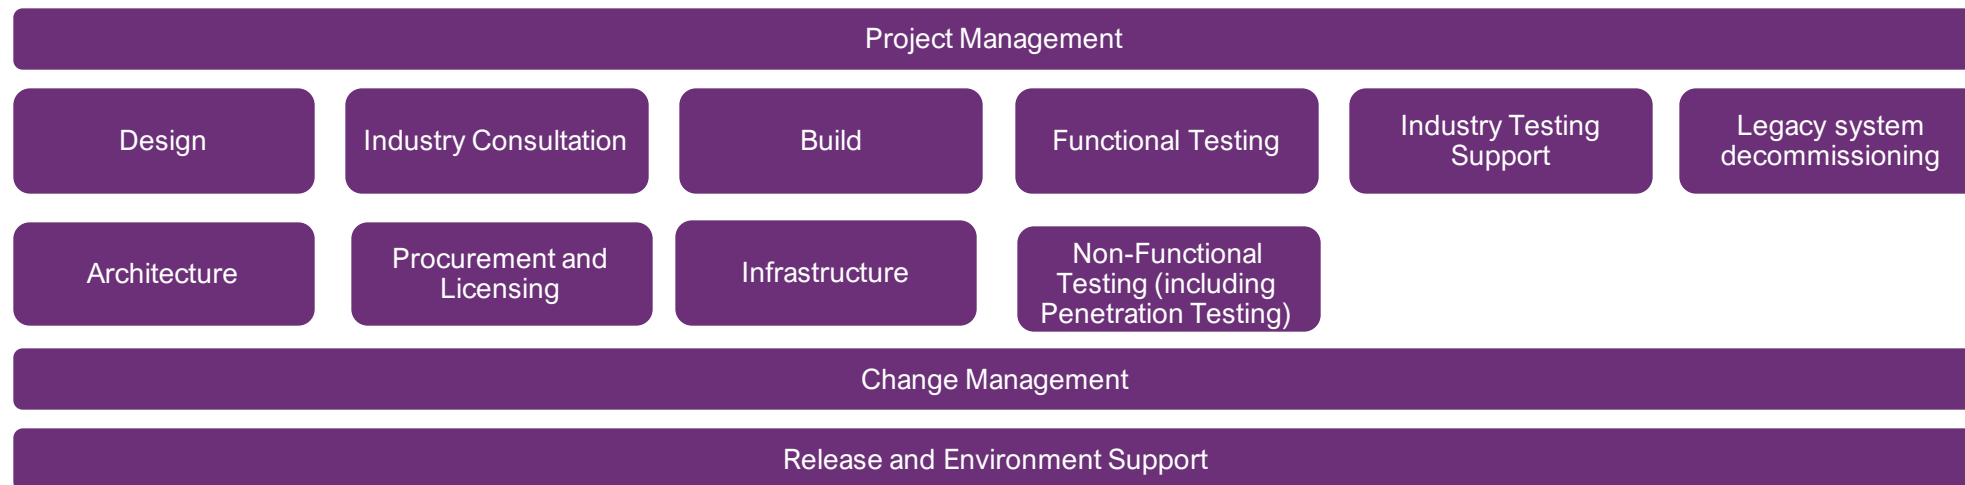 Project Management
Design
Industry Consultation
Build
Functional Testing
Industry Testing
Support
Legacy system
decommissioning
Architecture
Procurement and
Licensing
Infrastructure
Non-Functional
Testing (including
Penetration Testing)
Change Management
Release and Environment Support